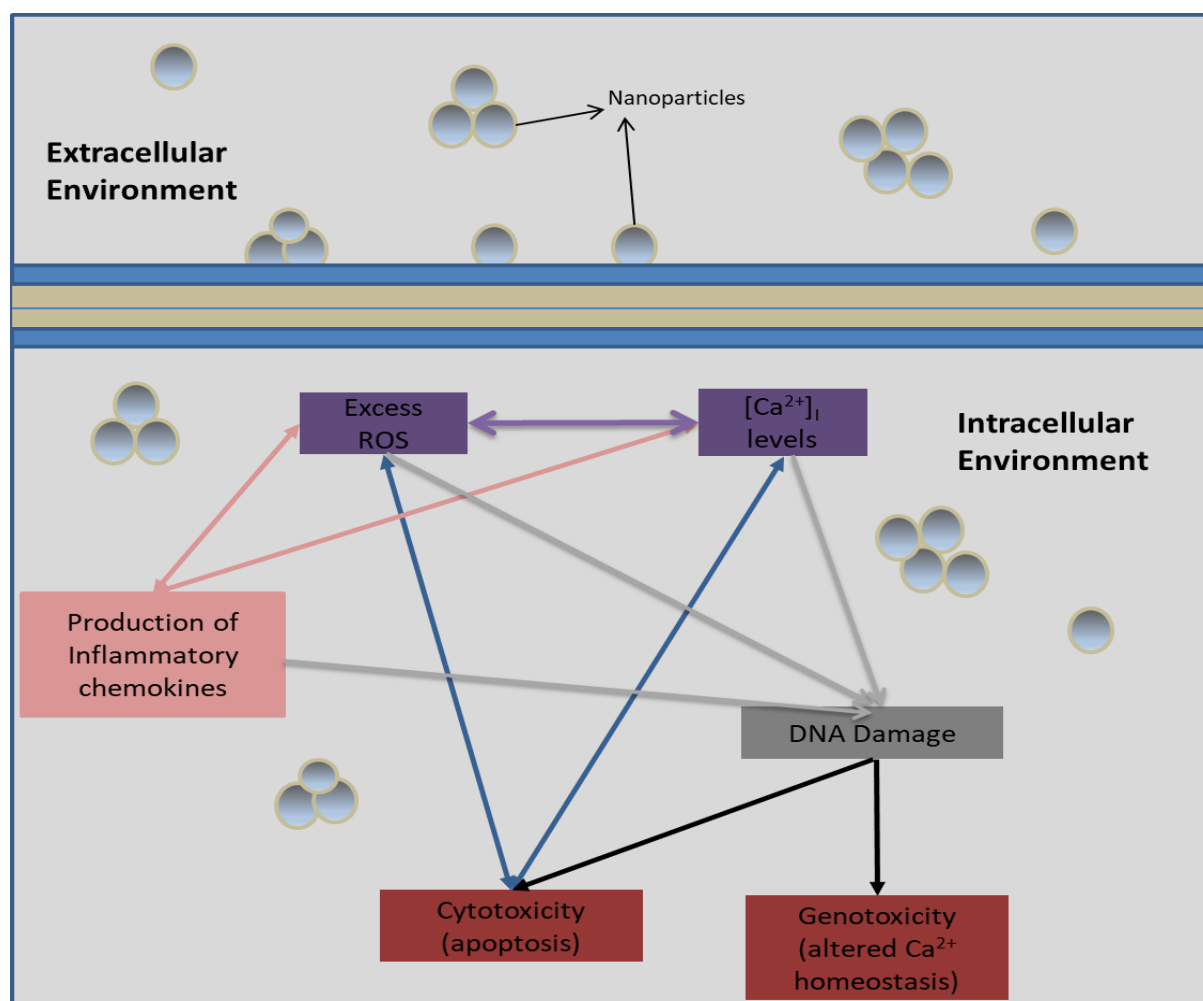 Nanoparticles
Extracellular
Environment
Excess
ROS
[Ca²⁺]ᵢ
levels
Intracellular
Environment
Production of
Inflammatory
chemokines
DNA Damage
Cytotoxicity
(apoptosis)
Genotoxicity
(altered Ca²⁺
homeostasis)